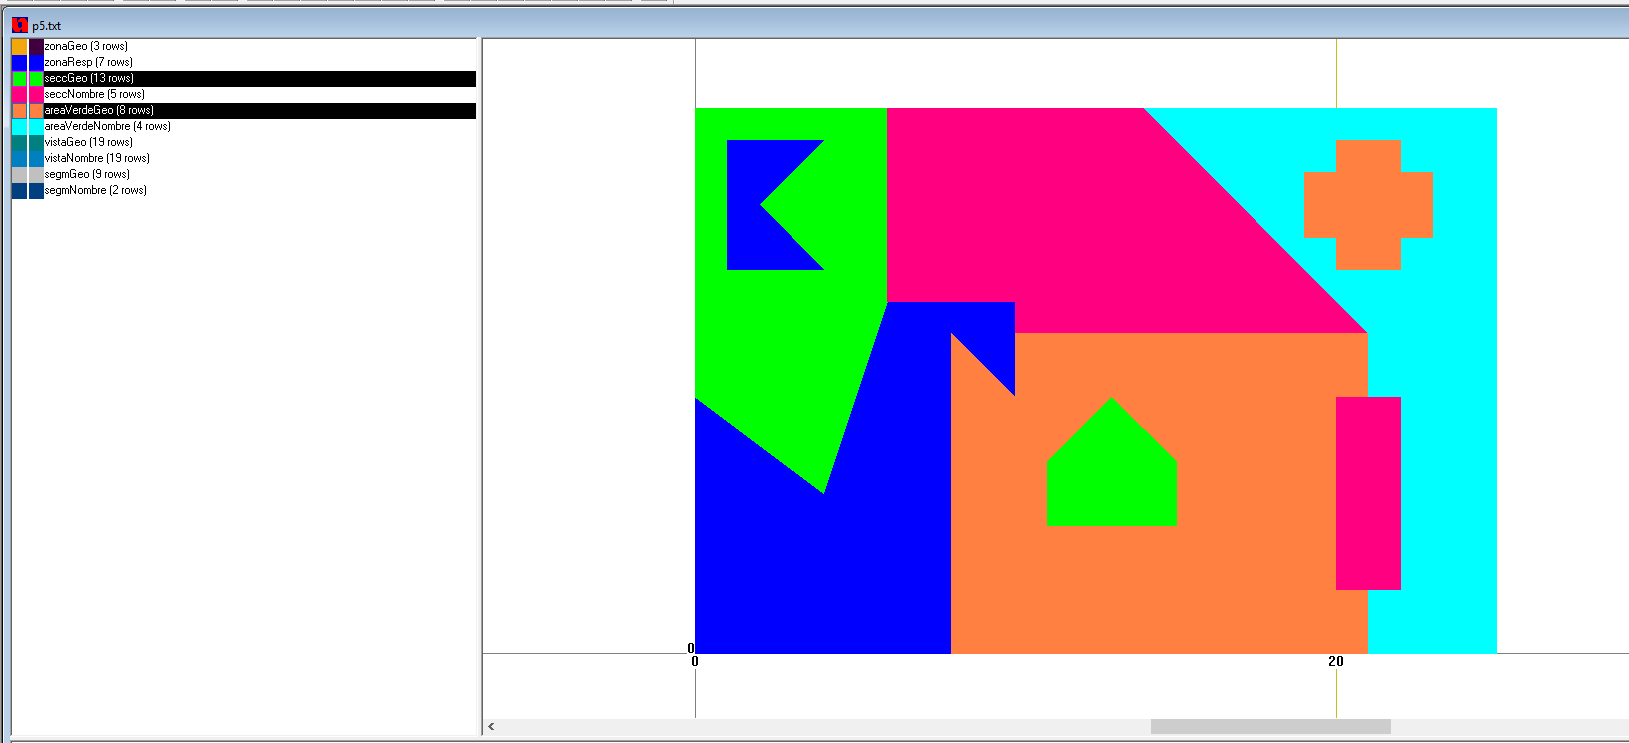 p5.txt
zonaGeo (3 rows)
zonaResp (7 rows)
seccGeo (13 rows)
seccNombre (5 rows)
areaVerdeGeo (8 rows)
areaVerdeNombre (4 rows)
vistaGeo (19 rows)
vistaNombre (19 rows)
segmGeo (9 rows)
segmNombre (2 rows)
0
0 20